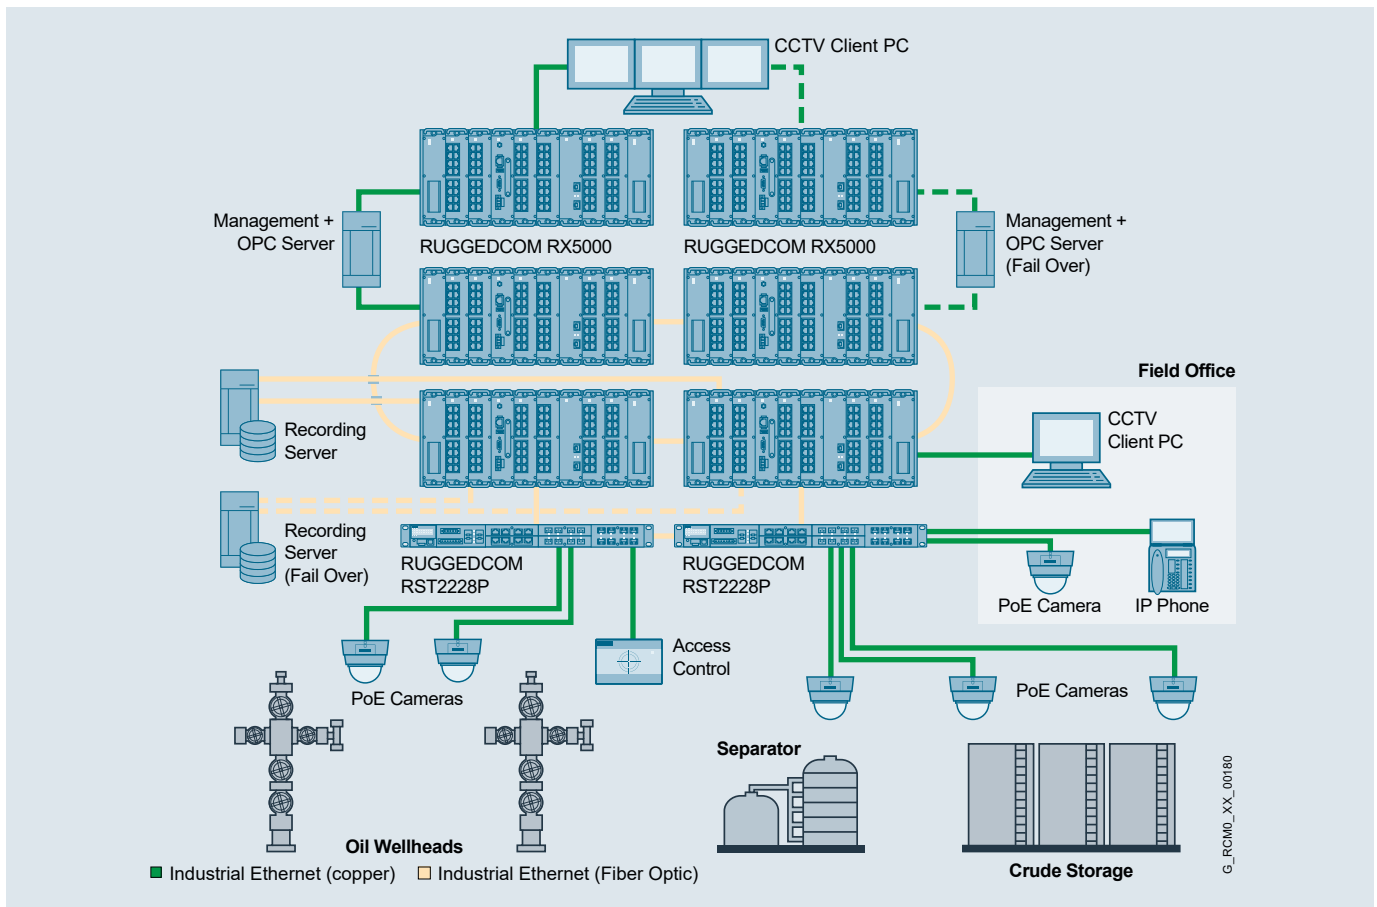 CCTV Client PC
Management +
OPC Server
RUGGEDCOM RX5000
RUGGEDCOM RX5000
Management +
OPC Server
(Fail Over)
Field Office
Recording
Server
CCTV
Client PC
Recording
Server
(Fail Over)
RUGGEDCOM
RST2228P
RUGGEDCOM
RST2228P
PoE Camera
IP Phone
Access
Control
PoE Cameras
PoE Cameras
Separator
Oil Wellheads
Crude Storage
G_RCM0_XX_00180
Industrial Ethernet (copper)
Industrial Ethernet (Fiber Optic)